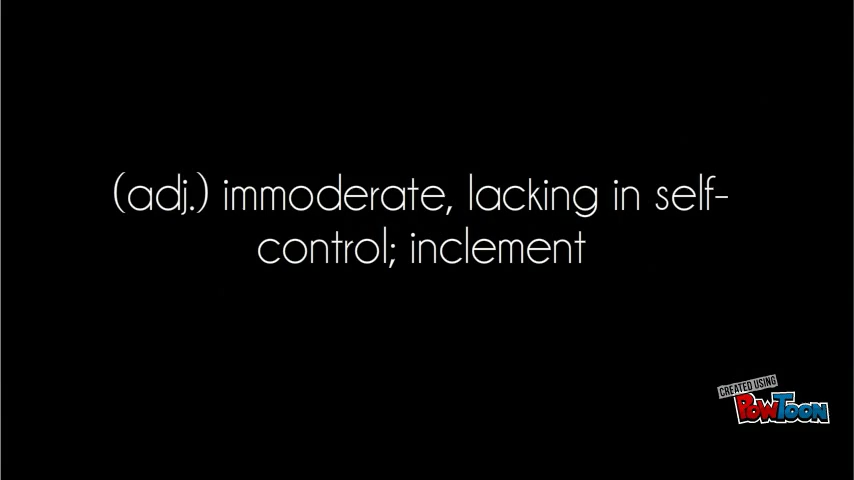 (adj.) immoderate, lacking in self-
control; inclement
CREATED USING
POWTOON